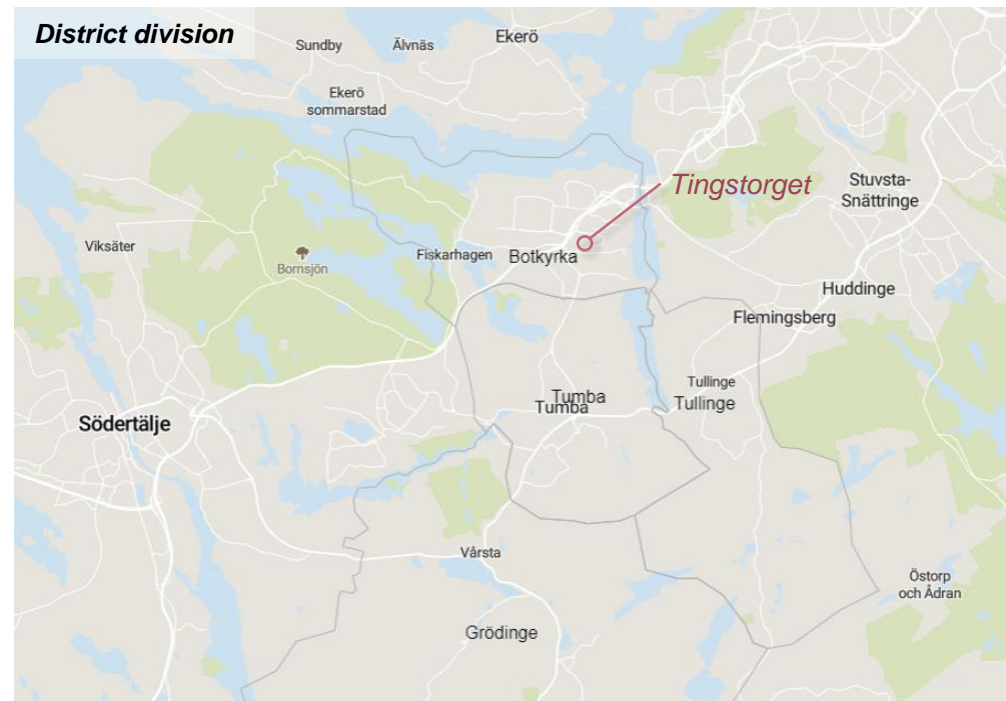 District division
Sundby
Älvnäs
Ekerö
Ekerö
sommarstad
Tingstorget
Stuvsta-
Snättringe
Viksäter
Bornsjön
Fiskarhagen
Botkyrka
Huddinge
Flemingsberg
Tullinge
Tullinge
Tumba
Tumba
Södertälje
Vårsta
Östorp
och Ådran
Grödinge